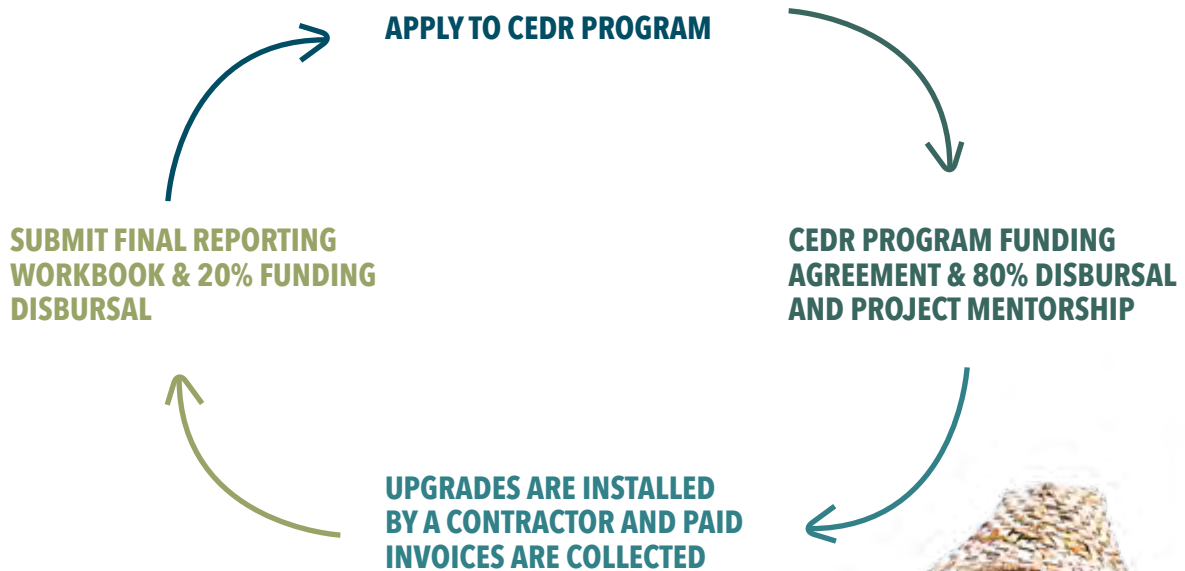 APPLY TO CEDR PROGRAM
CEDR PROGRAM FUNDING
AGREEMENT & 80% DISBURSAL
AND PROJECT MENTORSHIP
UPGRADES ARE INSTALLED
BY A CONTRACTOR AND PAID
INVOICES ARE COLLECTED
SUBMIT FINAL REPORTING
WORKBOOK & 20% FUNDING
DISBURSAL